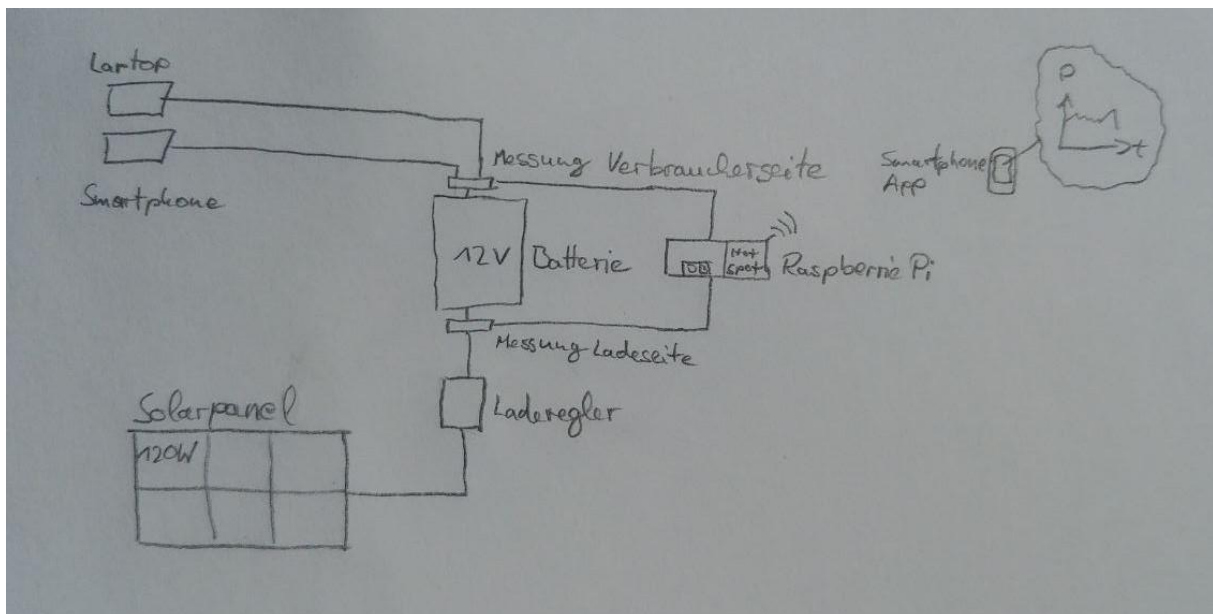 Laptop
Smartphone
Messung Verbraucherseite
12V
Batterie
Hot
spot
Raspberrie Pi
Messung Ladeseite
Laderegler
Solarpanel
120W
Smartphone
App
P
t